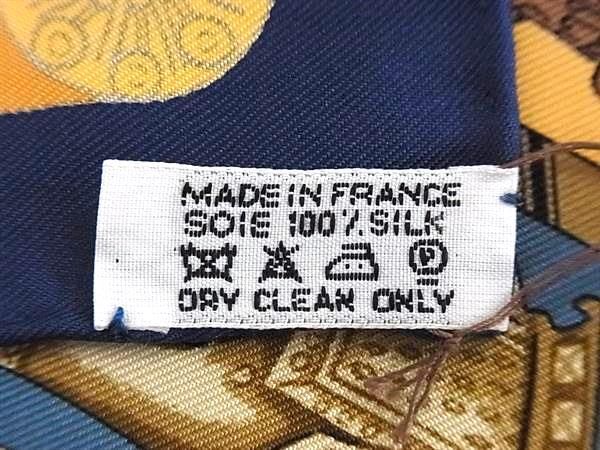 MADE IN FRANCE
SOIE 100% SILK
P
DRY CLEAN ONLY